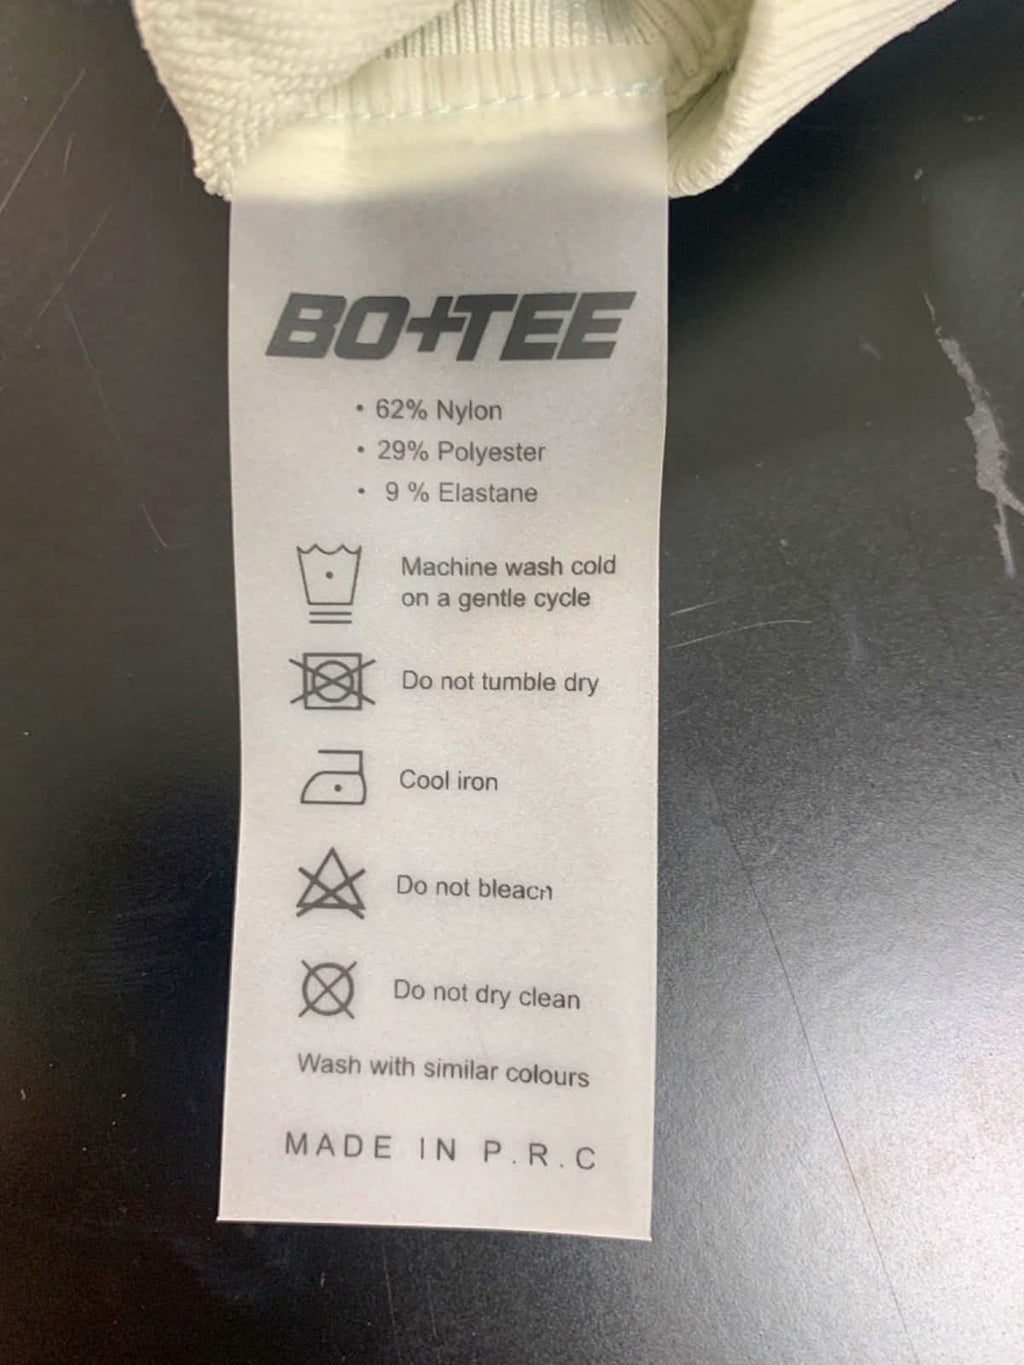 BO+TEE
• 62% Nylon
• 29% Polyester
• 9 % Elastane
Machine wash cold
on a gentle cycle
Do not tumble dry
Cool iron
Do not bleach
Do not dry clean
Wash with similar colours
MADE IN P.R.C